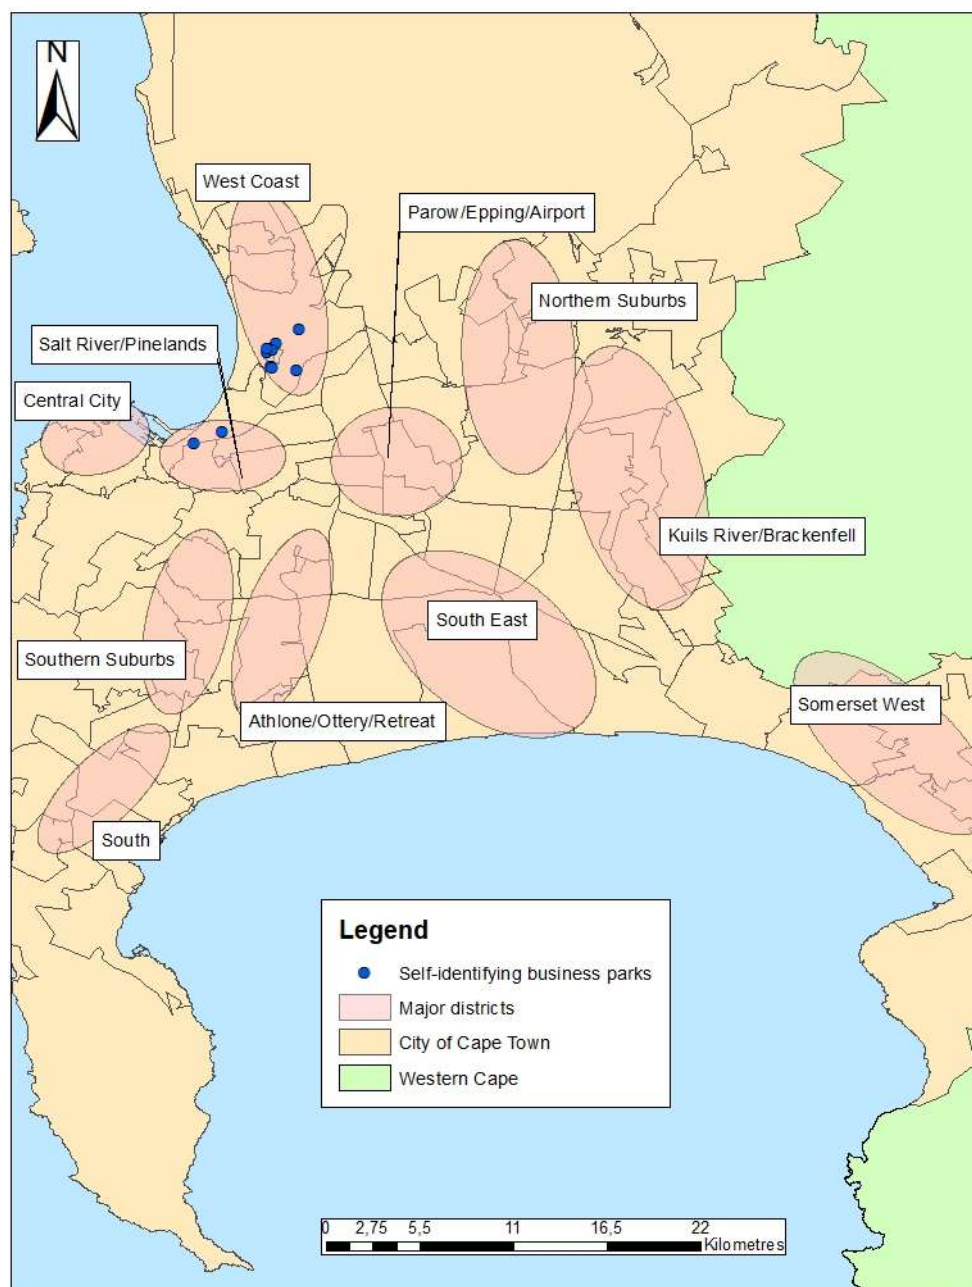 N
West Coast
Parow/Epping/Airport
Northern Suburbs
Salt River/Pinelands
Central City
Kuils River/Brackenfell
South East
Southern Suburbs
Somerset West
Athlone/Ottery/Retreat
South
Legend
Self-identifying business parks
Major districts
City of Cape Town
Western Cape
0 2,75 5,5 11 16,5 22
Kilometres